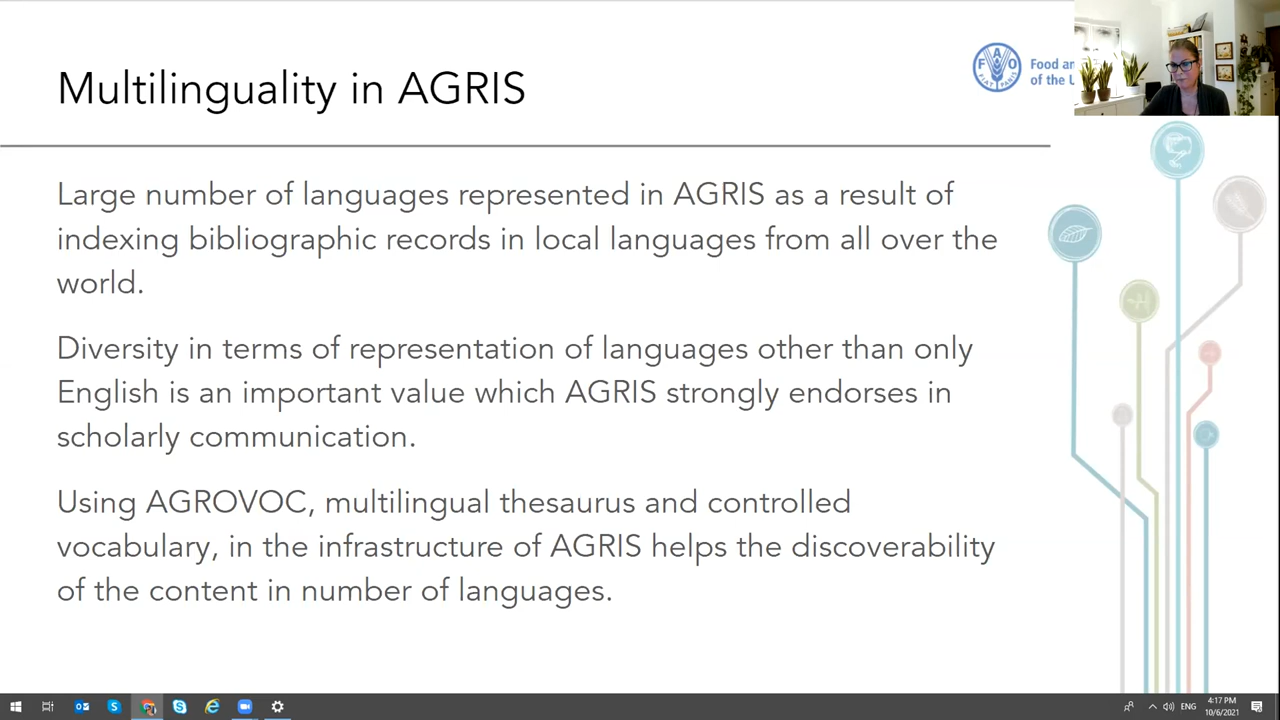 Multilinguality in AGRIS
FAO
FIAT PANIS
Food an
of the U
Large number of languages represented in AGRIS as a result of
indexing bibliographic records in local languages from all over the
world.
Diversity in terms of representation of languages other than only
English is an important value which AGRIS strongly endorses in
scholarly communication.
Using AGROVOC, multilingual thesaurus and controlled
vocabulary, in the infrastructure of AGRIS helps the discoverability
of the content in number of languages.
ENG
4:17 PM
10/6/2021